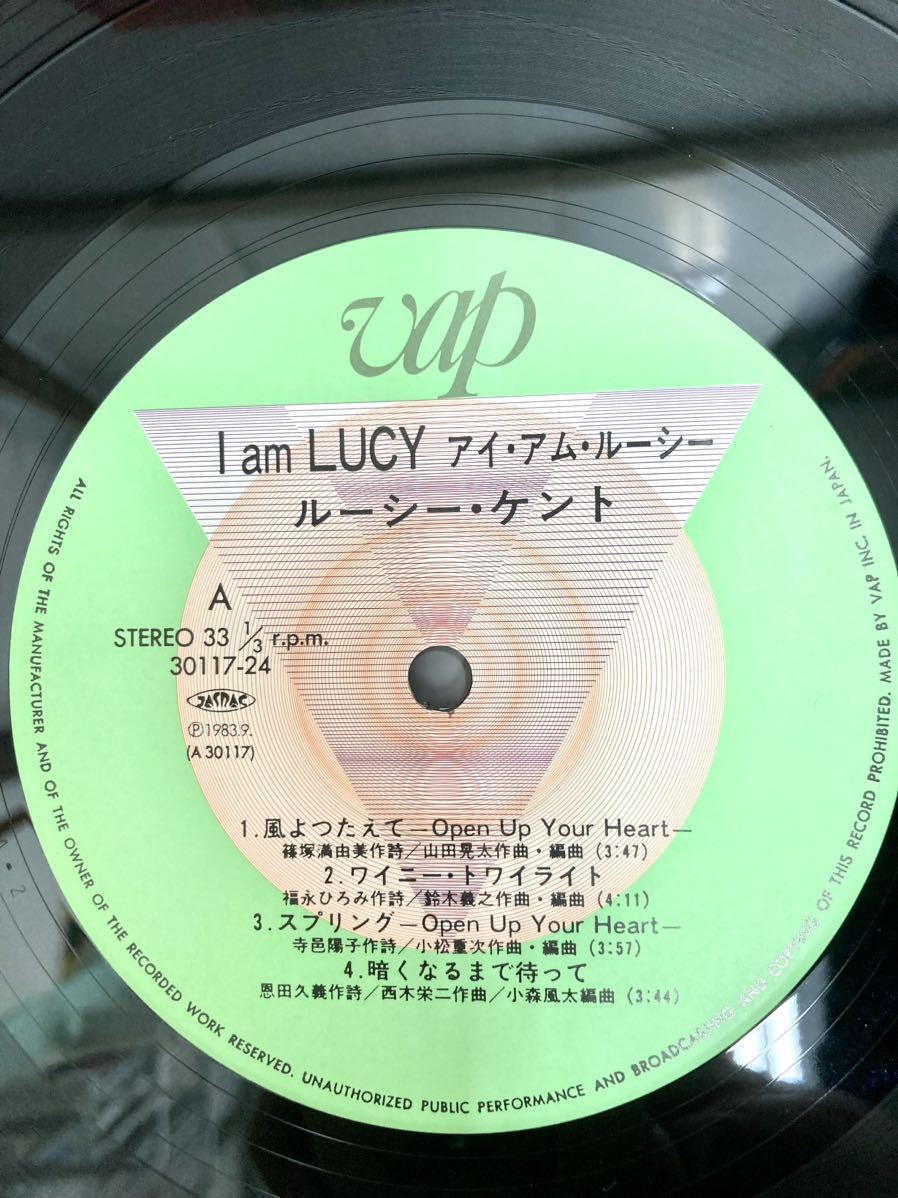 vap
I am LUCY アイ・アム・ルーシー
ルーシー・ケント
A
STEREO 33 1/3 r.p.m.
30117-24
JASRAC
Ⓟ1983.9.
(A 30117)
1.風よつたえて—Open Up Your Heart—
篠塚満由美作詩／山田晃太作曲・編曲 (3:47)
2.ワイニー・トワイライト
福永ひろみ作詩／鈴木義之作曲・編曲 (4:11)
3.スプリング—Open Up Your Heart—
寺邑陽子作詩／小松重次作曲・編曲 (3:57)
4.暗くなるまで待って
恩田久義作詩／西木栄二作曲／小森風太編曲 (3:44)
ALL RIGHTS OF THE MANUFACTURER AND OF THE OWNER OF THE RECORDED WORK RESERVED. UNAUTHORIZED PUBLIC PERFORMANCE AND BROADCASTING AND COPYING OF THIS RECORD PROHIBITED. MADE BY VAP INC. IN JAPAN.